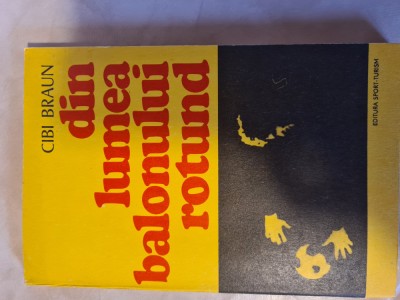 CIBI BRAUN
din
lumea
balonului
rotund
EDITURA SPORT-TURISM